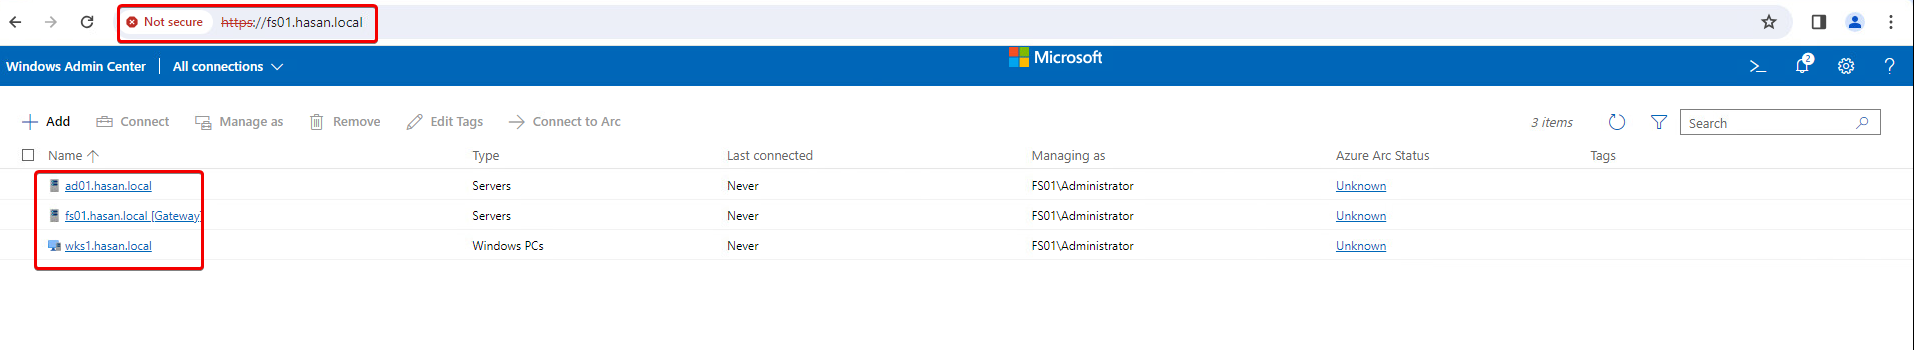 Not secure https://fs01.hasan.local
Windows Admin Center All connections Microsoft 2
Add Connect Manage as Remove Edit Tags Connect to Arc 3 items Search
Name Type Last connected Managing as Azure Arc Status Tags
ad01.hasan.local Servers Never FS01\Administrator Unknown
fs01.hasan.local [Gateway] Servers Never FS01\Administrator Unknown
wks1.hasan.local Windows PCs Never FS01\Administrator Unknown